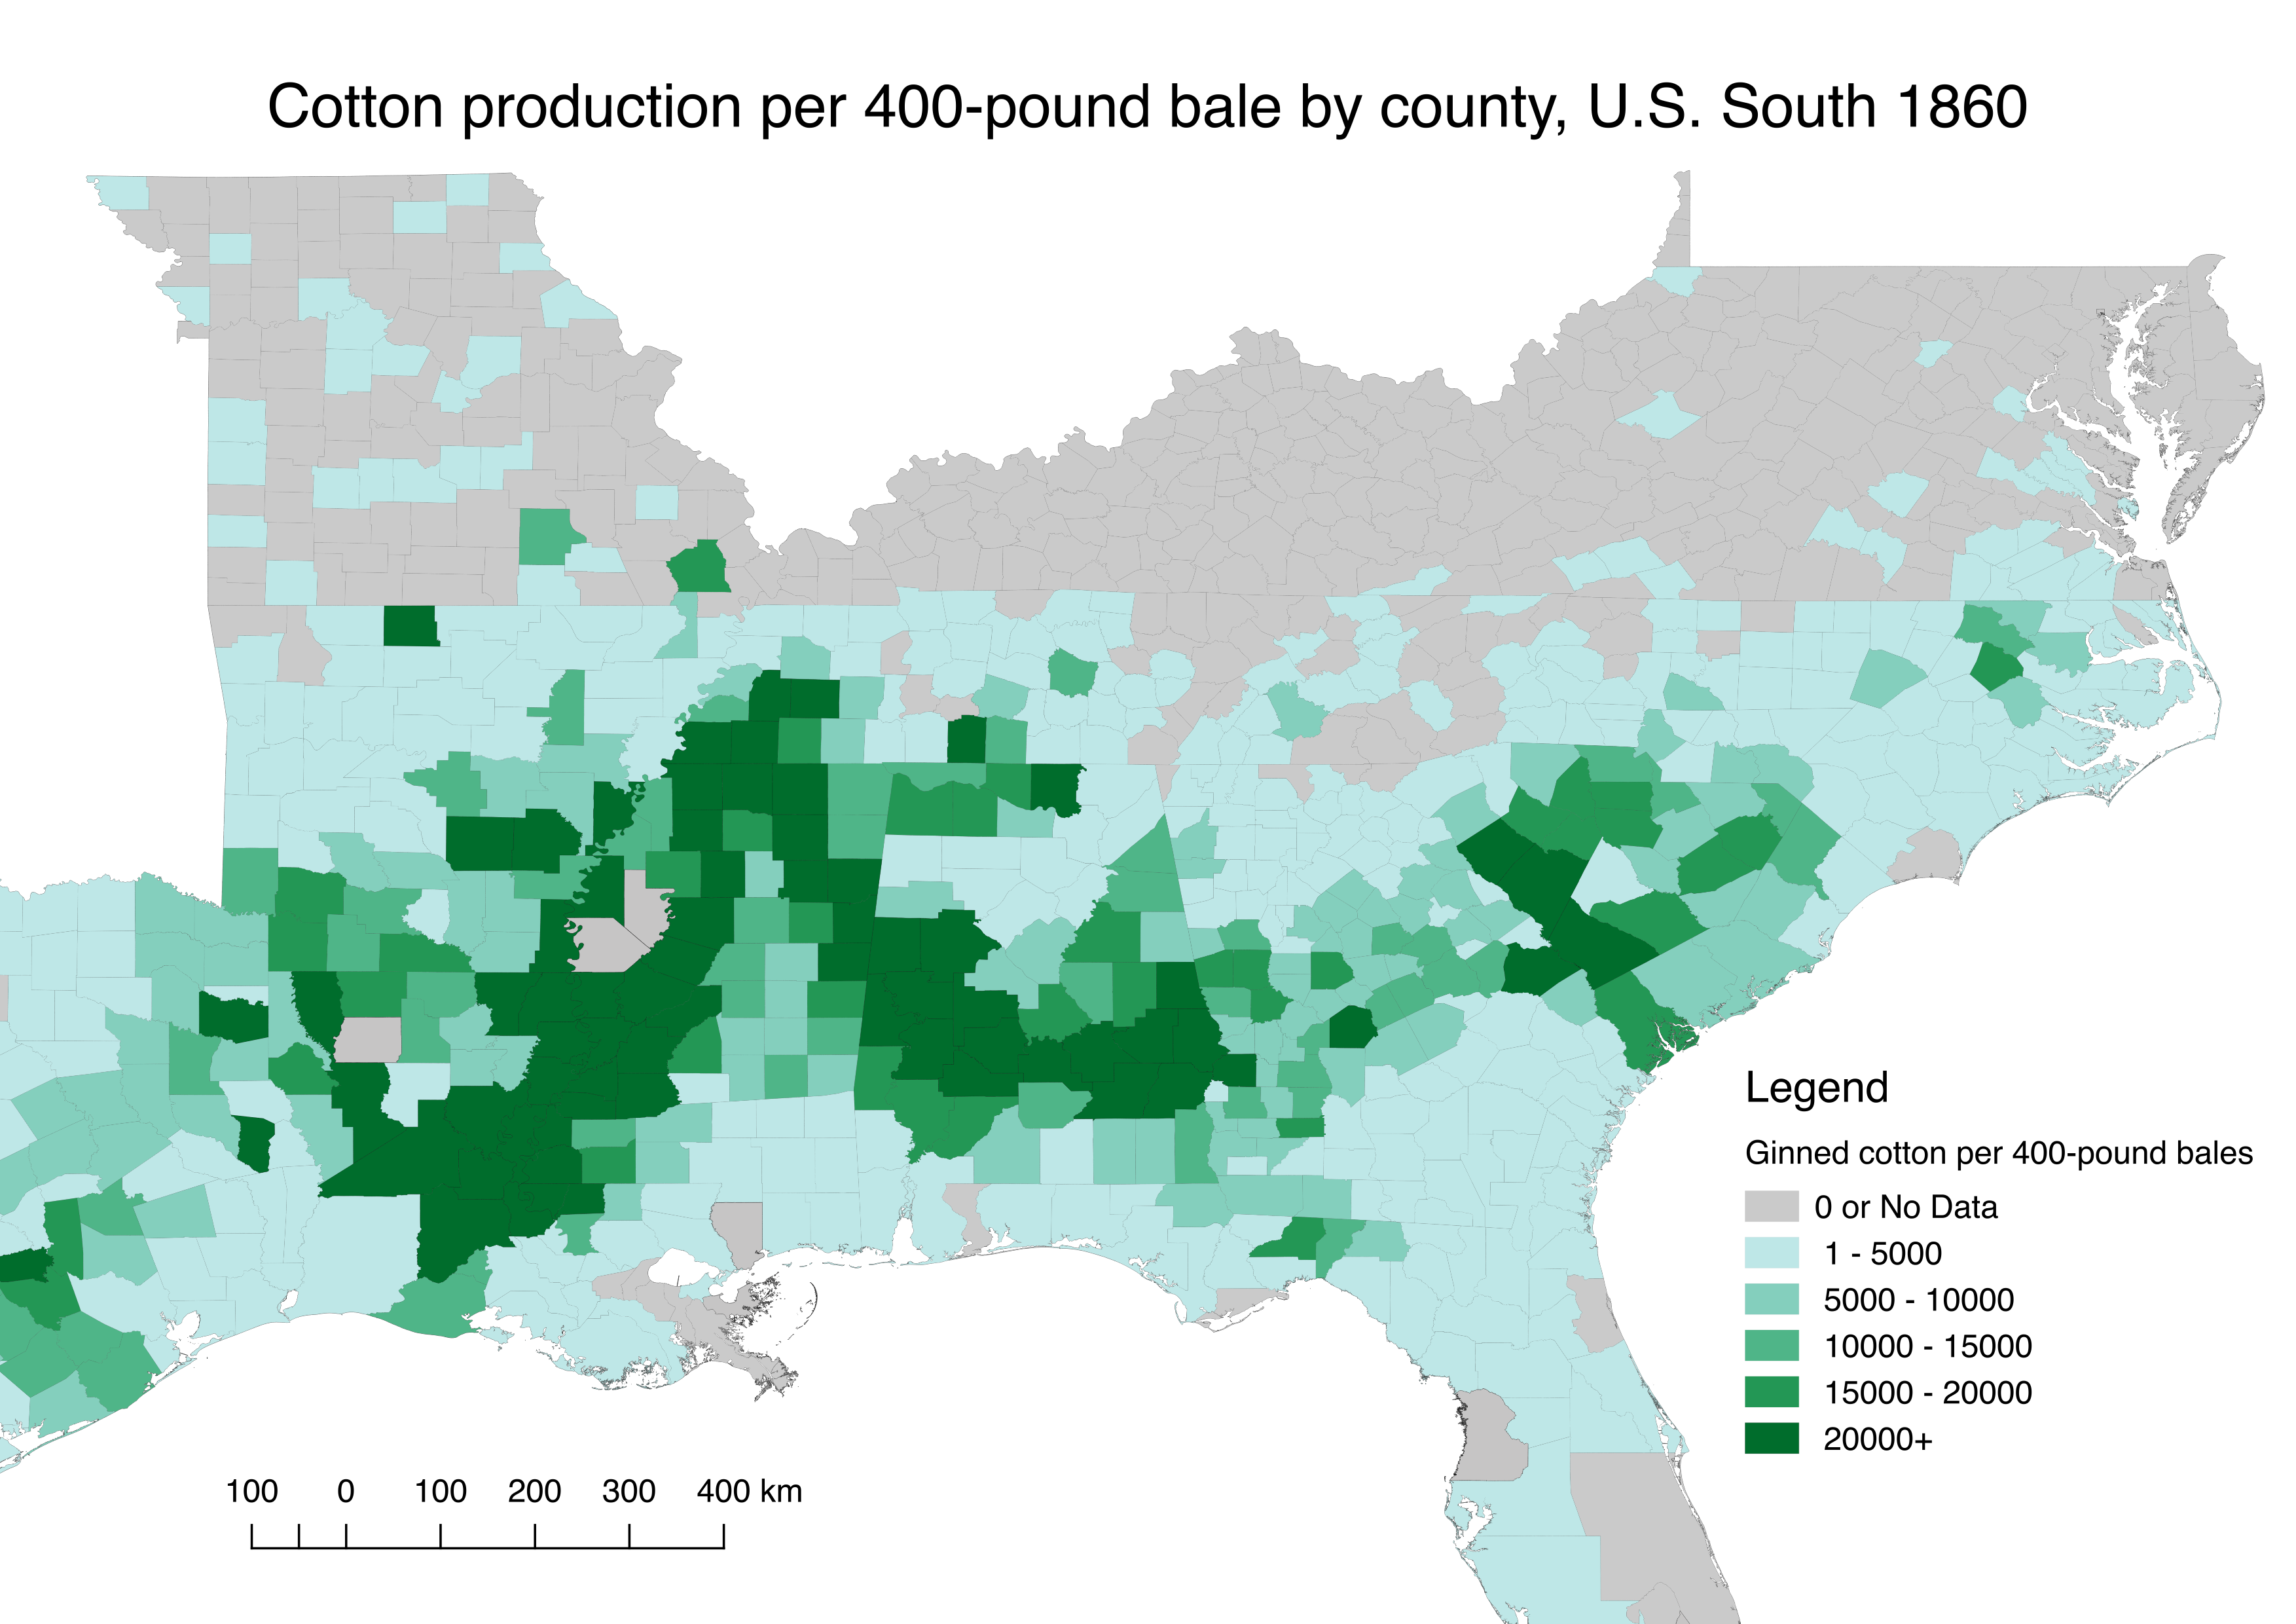 Cotton production per 400-pound bale by county, U.S. South 1860
Legend
Ginned cotton per 400-pound bales
0 or No Data
1 - 5000
5000 - 10000
10000 - 15000
15000 - 20000
20000+
100 0 100 200 300 400 km